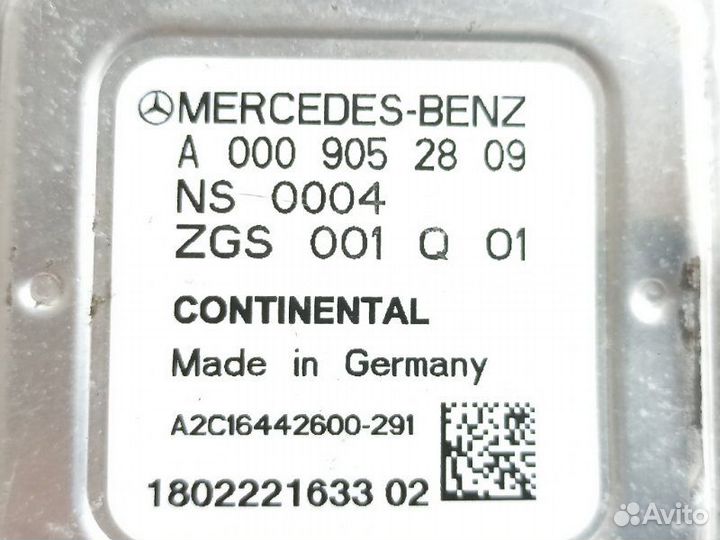 MERCEDES-BENZ
A 000 905 28 09
NS 0004
ZGS 001 Q 01
CONTINENTAL
Made in Germany
A2C16442600-291
1802221633 02
Avito